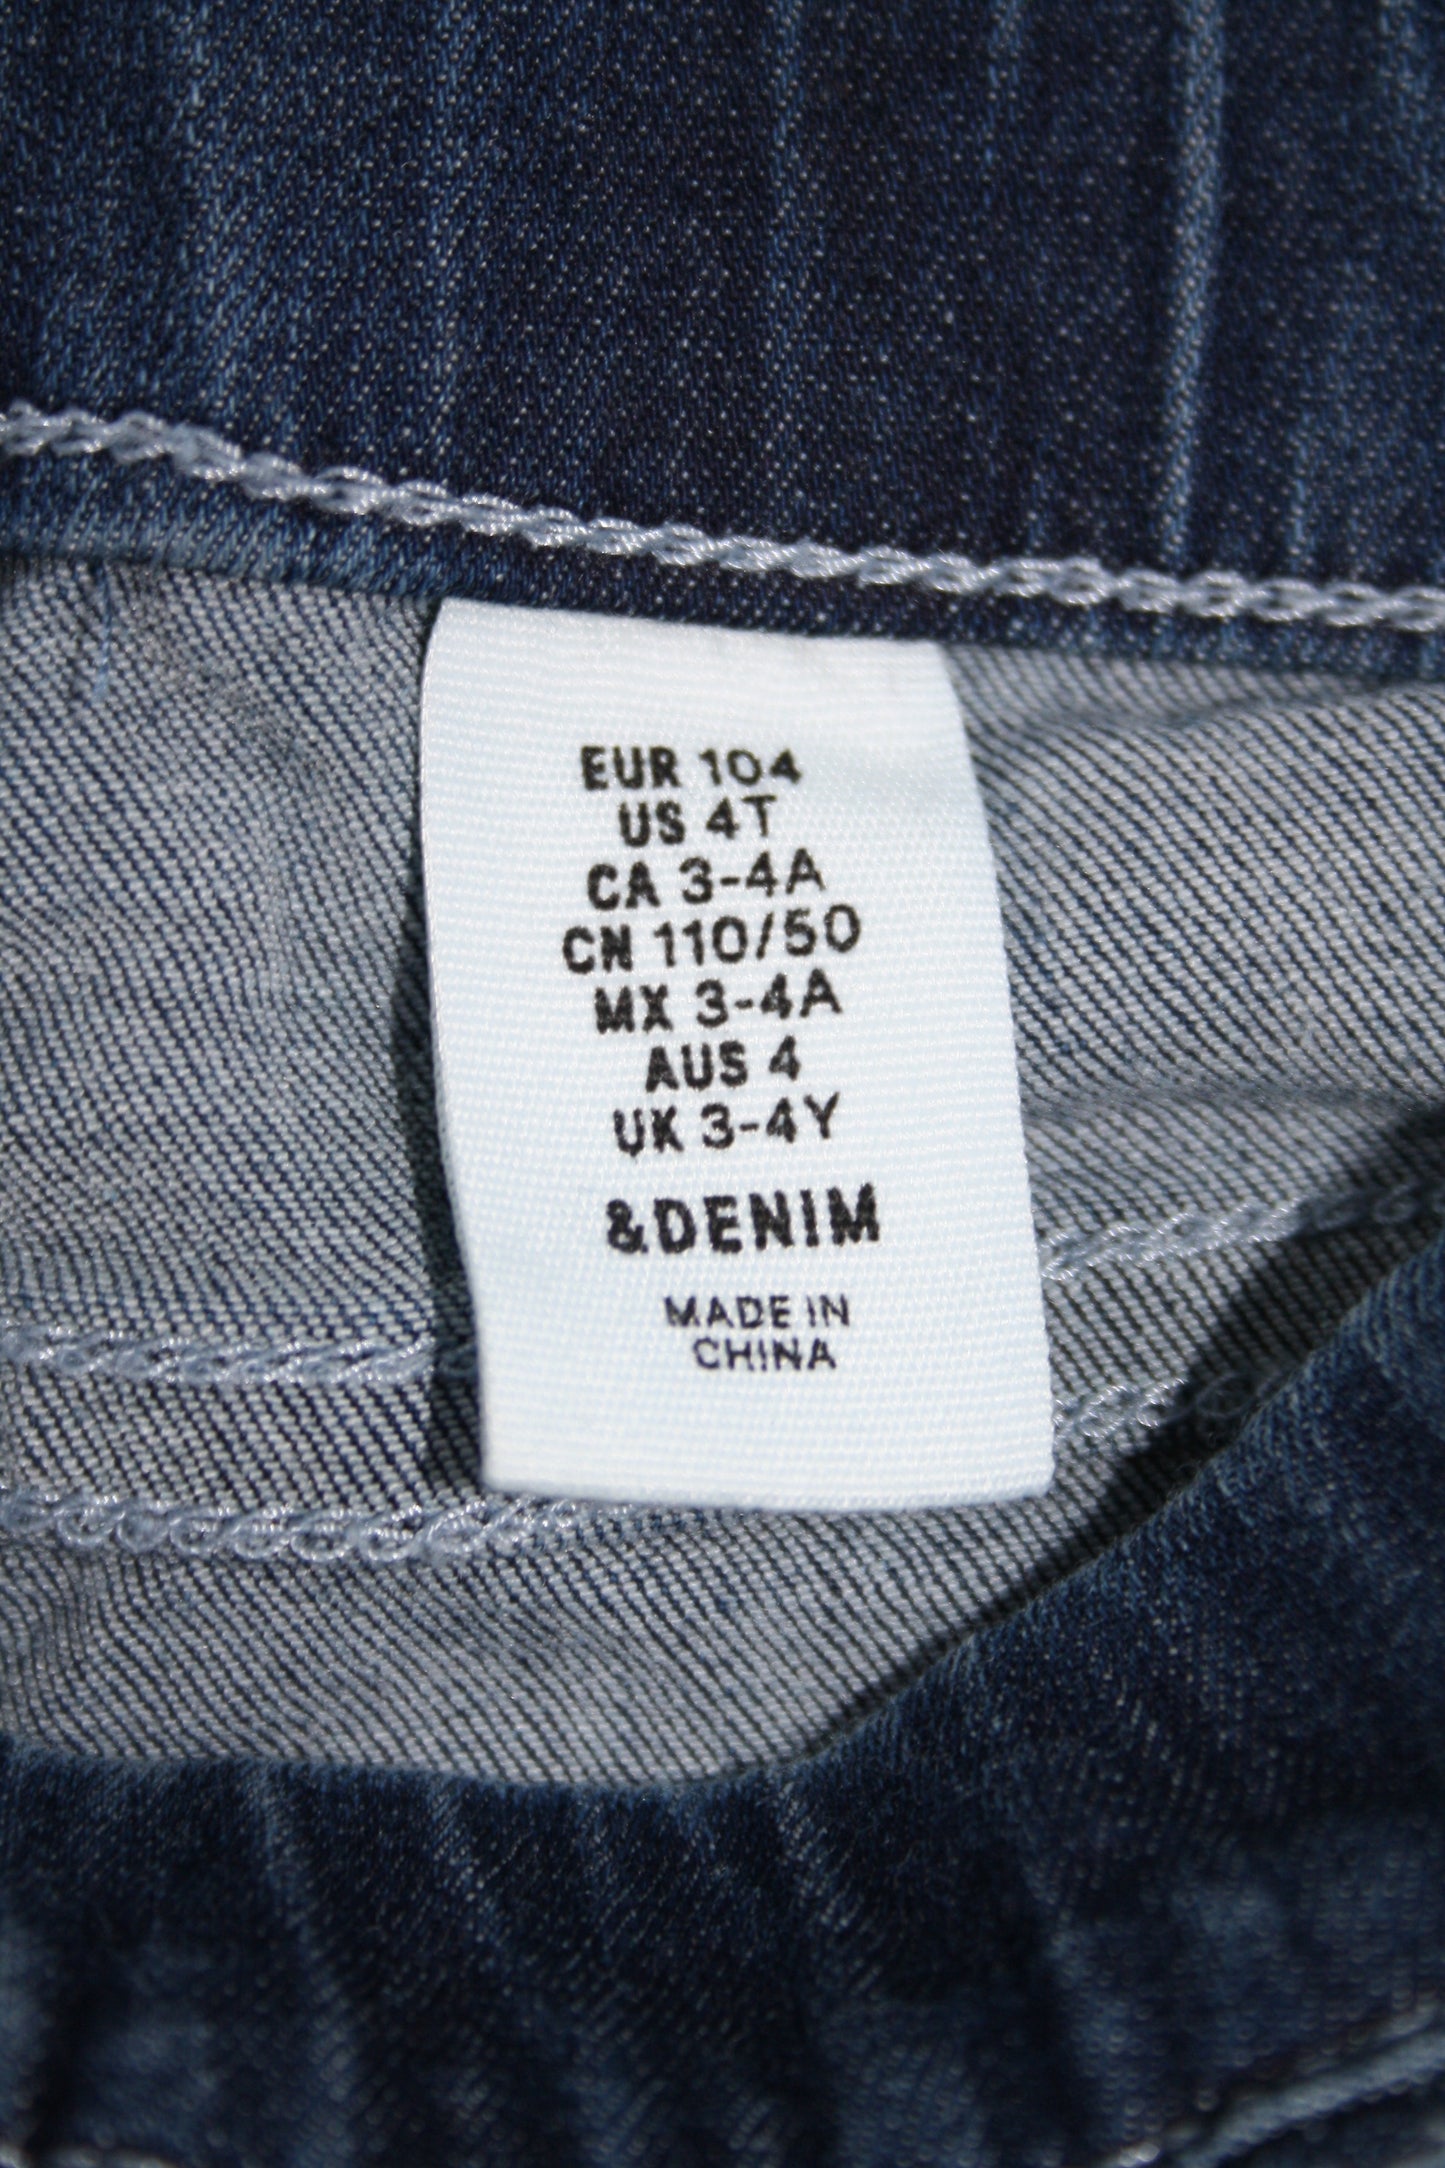 EUR 104
US 4T
CA 3-4A
CN 110/50
MX 3-4A
AUS 4
UK 3-4Y
&DENIM
MADE IN
CHINA